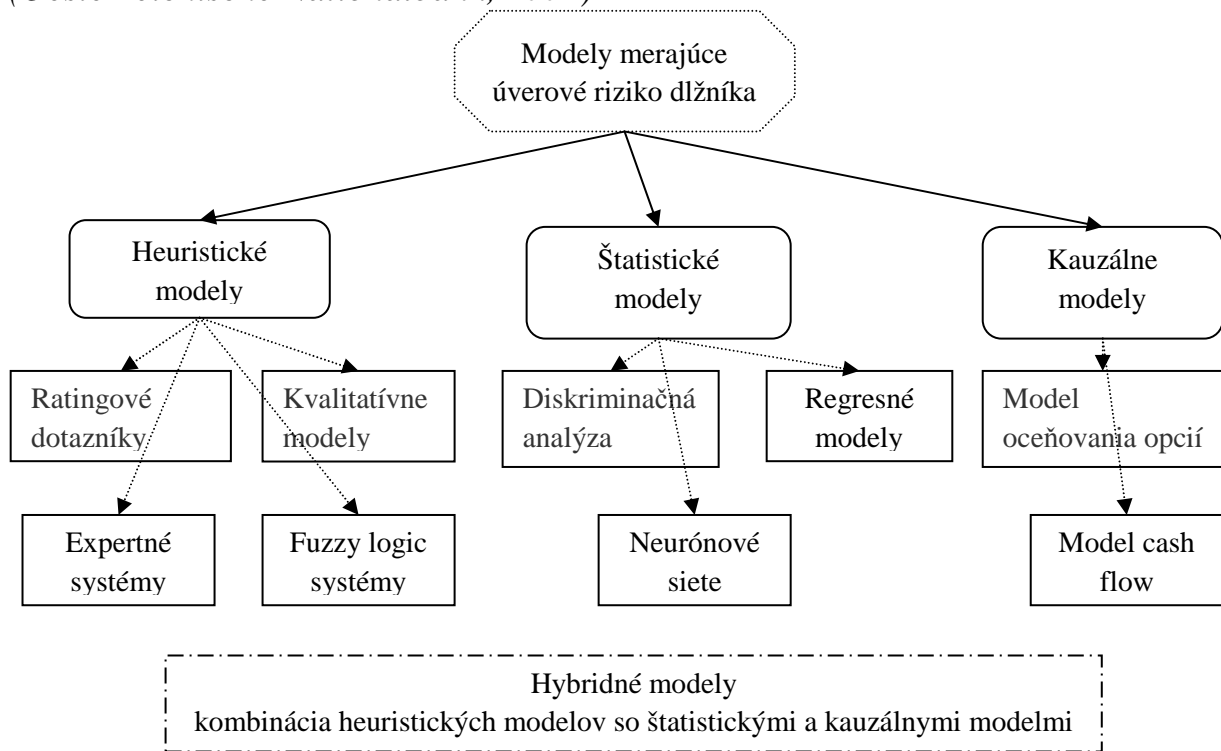 Modely merajúce
úverové riziko dlžníka
Heuristické
modely
Štatistické
modely
Kauzálne
modely
Ratingové
dotazníky
Kvalitatívne
modely
Diskriminačná
analýza
Regresné
modely
Model
oceňovania opcií
Expertné
systémy
Fuzzy logic
systémy
Neurónové
siete
Model cash
flow
Hybridné modely
kombinácia heuristických modelov so štatistickými a kauzálnymi modelmi